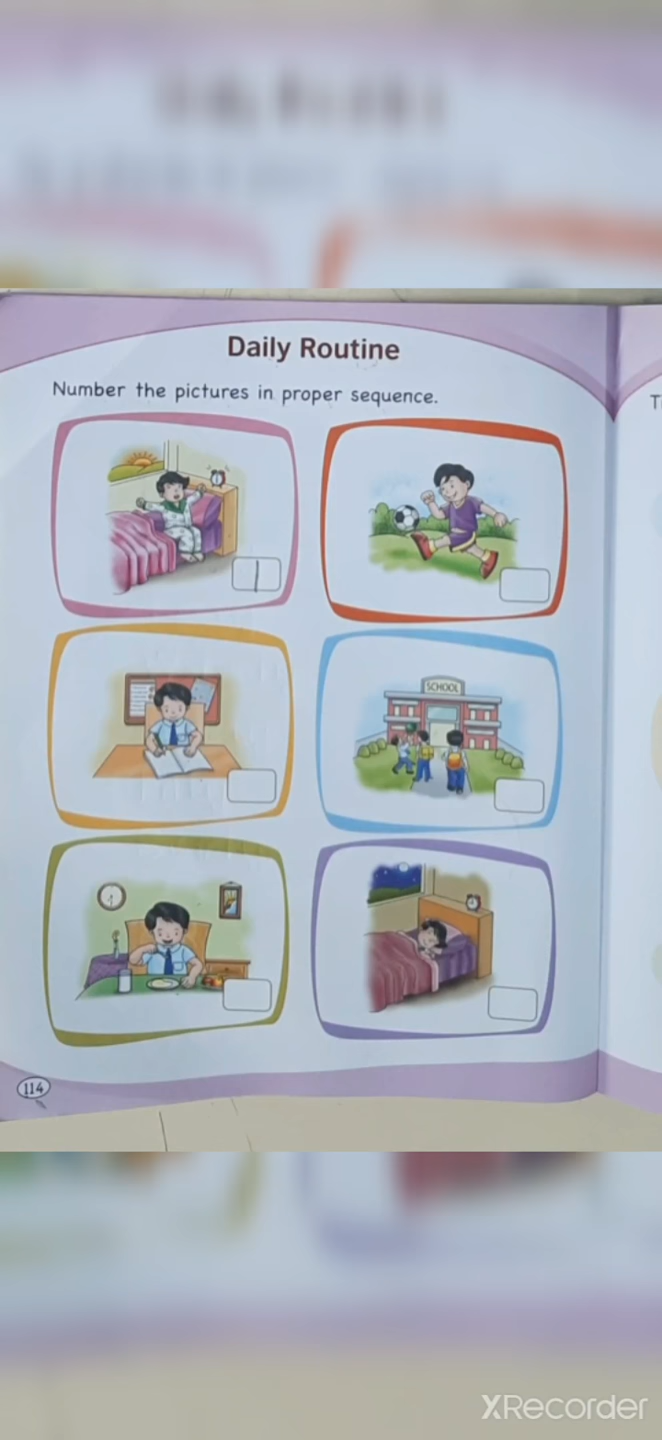 Daily Routine
Number the pictures in proper sequence.
T
1
SCHOOL
114
XRecorder